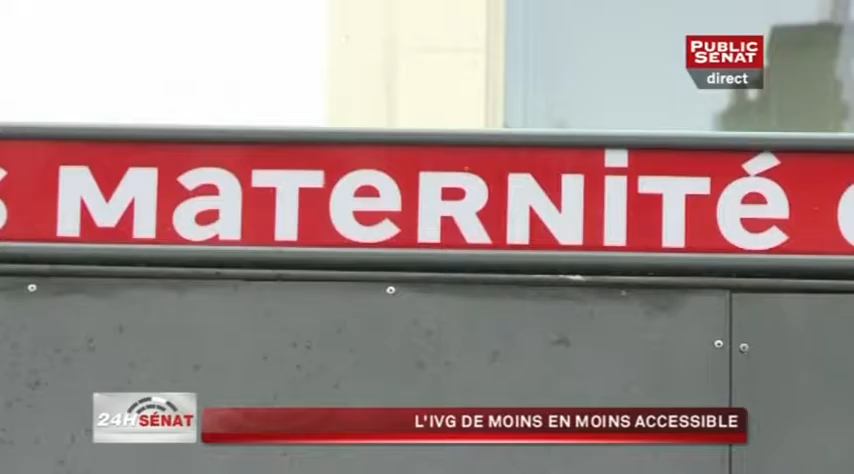 PUBLIC
SENAT
direct
MaTerNiTé
24H SÉNAT
L'IVG DE MOINS EN MOINS ACCESSIBLE